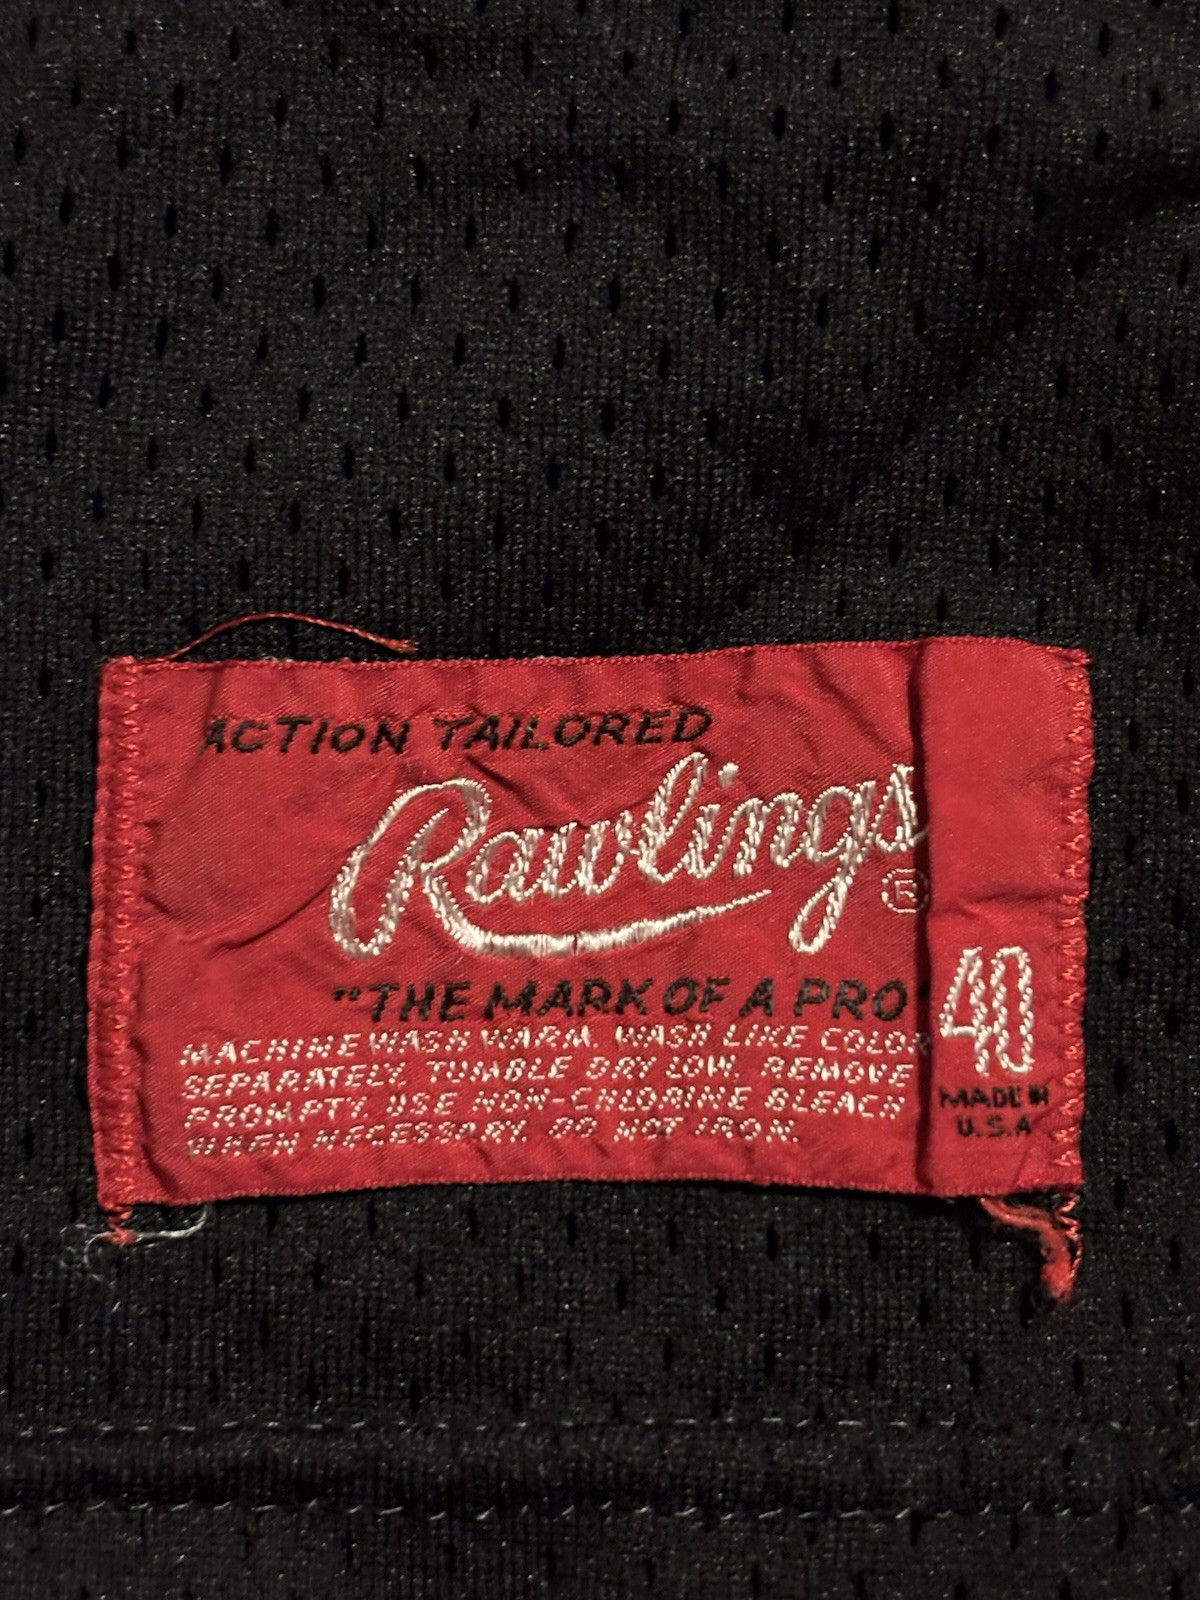 ACTION TAILORED
Rawlings
®
"THE MARK OF A PRO
MACHINE WASH WARM. WASH LIKE COLOR
SEPARATELY. TUMBLE DRY LOW. REMOVE
PROMPTY. USE NON-CHLORINE BLEACH
WHEN NECESSARY. DO NOT IRON.
40
MADE IN
U.S.A